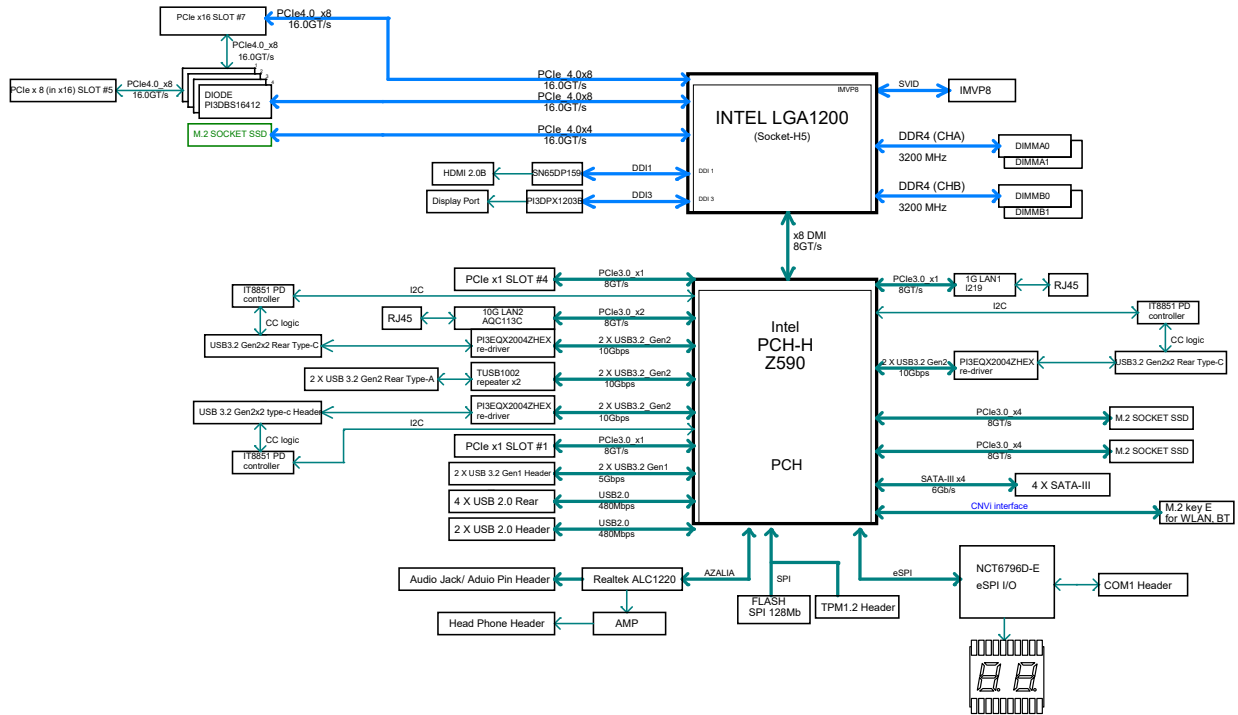 PCIe x16 SLOT #7
PCIe4.0_x8
16.0GT/s
PCIe4.0_x8
16.0GT/s
PCIe x 8 (in x16) SLOT #5
PCIe4.0_x8
16.0GT/s
1
2
3
4
DIODE
PI3DBS16412
M.2 SOCKET SSD
PCIe_4.0x8
16.0GT/s
PCIe_4.0x8
16.0GT/s
PCIe_4.0x4
16.0GT/s
HDMI 2.0B
SN65DP159
DDI1
Display Port
PI3DPX1203B
DDI3
IMVP8
INTEL LGA1200
(Socket-H5)
DDI 1
DDI 3
SVID
IMVP8
DDR4 (CHA)
3200 MHz
DIMMA0
DIMMA1
DDR4 (CHB)
3200 MHz
DIMMB0
DIMMB1
x8 DMI
8GT/s
PCIe x1 SLOT #4
PCIe3.0_x1
8GT/s
IT8851 PD
controller
I2C
RJ45
10G LAN2
AQC113C
PCIe3.0_x2
8GT/s
CC logic
USB3.2 Gen2x2 Rear Type-C
PI3EQX2004ZHEX
re-driver
2 X USB3.2_Gen2
10Gbps
2 X USB 3.2 Gen2 Rear Type-A
TUSB1002
repeater x2
2 X USB3.2_Gen2
10Gbps
USB 3.2 Gen2x2 type-c Header
PI3EQX2004ZHEX
re-driver
2 X USB3.2_Gen2
10Gbps
I2C
CC logic
IT8851 PD
controller
PCIe x1 SLOT #1
PCIe3.0_x1
8GT/s
2 X USB 3.2 Gen1 Header
2 X USB3.2 Gen1
5Gbps
4 X USB 2.0 Rear
USB2.0
480Mbps
2 X USB 2.0 Header
USB2.0
480Mbps
Intel
PCH-H
Z590
PCH
PCIe3.0_x1
8GT/s
1G LAN1
I219
RJ45
I2C
IT8851 PD
controller
CC logic
2 X USB3.2_Gen2
10Gbps
PI3EQX2004ZHEX
re-driver
USB3.2 Gen2x2 Rear Type-C
PCIe3.0_x4
8GT/s
M.2 SOCKET SSD
PCIe3.0_x4
8GT/s
M.2 SOCKET SSD
SATA-III x4
6Gb/s
4 X SATA-III
CNVi interface
M.2 key E
for WLAN, BT
Audio Jack/ Aduio Pin Header
Realtek ALC1220
AZALIA
SPI
eSPI
FLASH
SPI 128Mb
TPM1.2 Header
NCT6796D-E
eSPI I/O
COM1 Header
Head Phone Header
AMP
8.8.